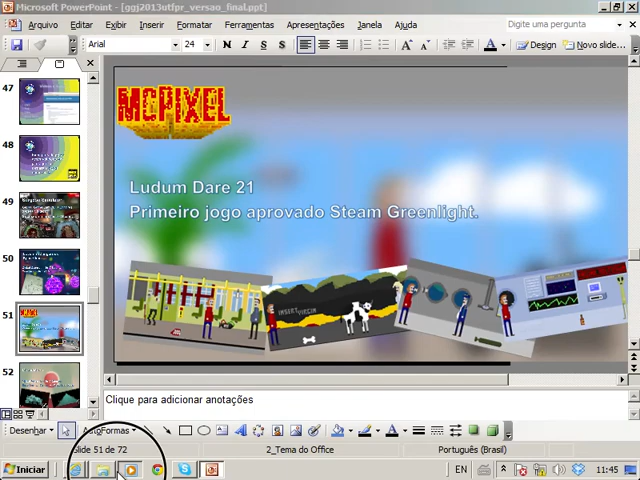 Microsoft PowerPoint - [ggj2013utfpr_versao_final.ppt]
Arquivo Editar Exibir Inserir Formatar Ferramentas Apresentações Janela Ajuda
Digite uma pergunta
Arial 24 N I S A Design Novo slide...
47
48
49
50
51
52
MCPIXEL
Ludum Dare 21
Primeiro jogo aprovado Steam Greenlight.
INSERT VIRGIN
Clique para adicionar anotações
Desenhar AutoFormas
Slide 51 de 72 2_Tema do Office Português (Brasil)
Iniciar EN 11:45